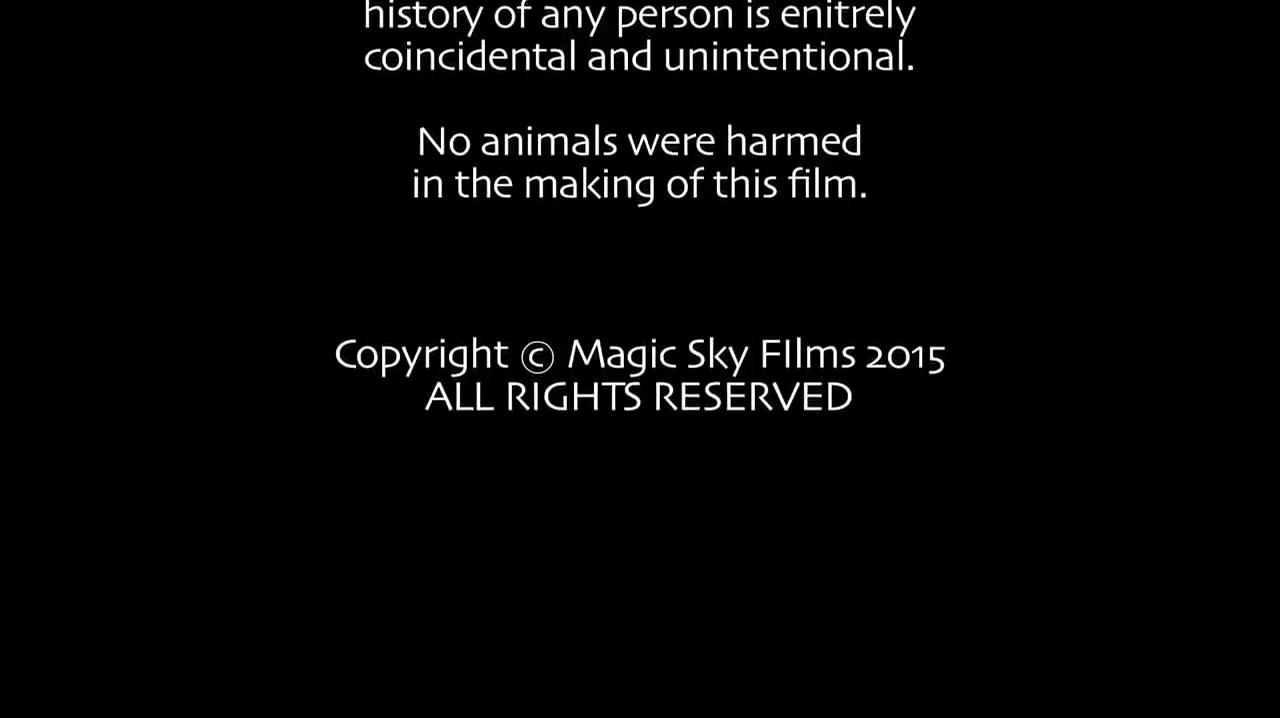 history of any person is enitrely
coincidental and unintentional.
No animals were harmed
in the making of this film.
Copyright © Magic Sky FIlms 2015
ALL RIGHTS RESERVED